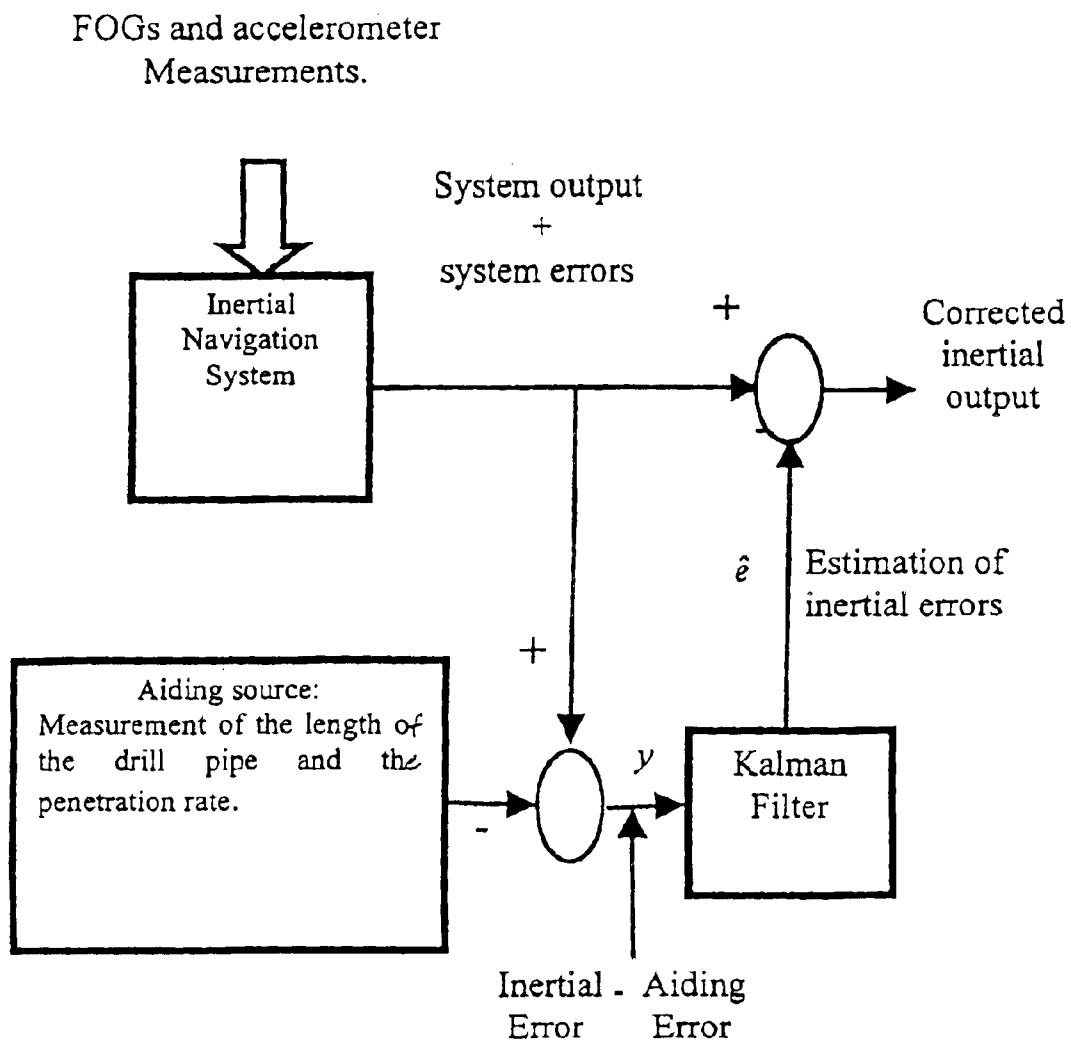 FOGs and accelerometer
Measurements.
System output
+
system errors
Inertial
Navigation
System
+
-
Corrected
inertial
output
ê
Estimation of
inertial errors
+
Aiding source:
Measurement of the length of
the drill pipe and the
penetration rate.
-
y
Kalman
Filter
Inertial - Aiding
Error Error